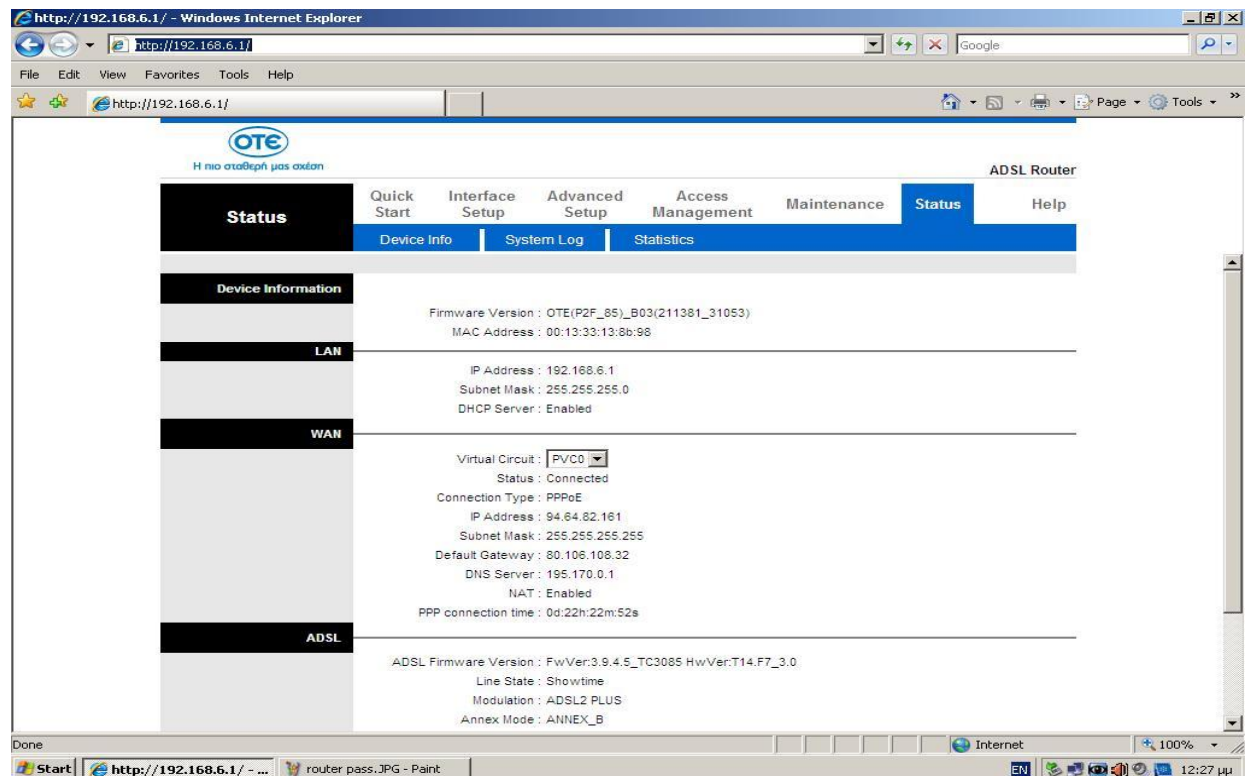 http://192.168.6.1/ - Windows Internet Explorer
http://192.168.6.1/
Google
File Edit View Favorites Tools Help
http://192.168.6.1/
Page Tools
OTE
Η πιο σταθερή μας σχέση
ADSL Router
Status
Quick Start
Interface Setup
Advanced Setup
Access Management
Maintenance
Status
Help
Device Info System Log Statistics
Device Information
Firmware Version : OTE(P2F_85)_B03(211381_31053)
MAC Address : 00:13:33:13:8b:98
LAN
IP Address : 192.168.6.1
Subnet Mask : 255.255.255.0
DHCP Server : Enabled
WAN
Virtual Circuit : PVC0
Status : Connected
Connection Type : PPPoE
IP Address : 94.64.82.161
Subnet Mask : 255.255.255.255
Default Gateway : 80.106.108.32
DNS Server : 195.170.0.1
NAT : Enabled
PPP connection time : 0d:22h:22m:52s
ADSL
ADSL Firmware Version : FwVer:3.9.4.5_TC3085 HwVer:T14.F7_3.0
Line State : Showtime
Modulation : ADSL2 PLUS
Annex Mode : ANNEX_B
Done
Internet
100%
Start
http://192.168.6.1/ - ...
router pass.JPG - Paint
EN
12:27 μμ